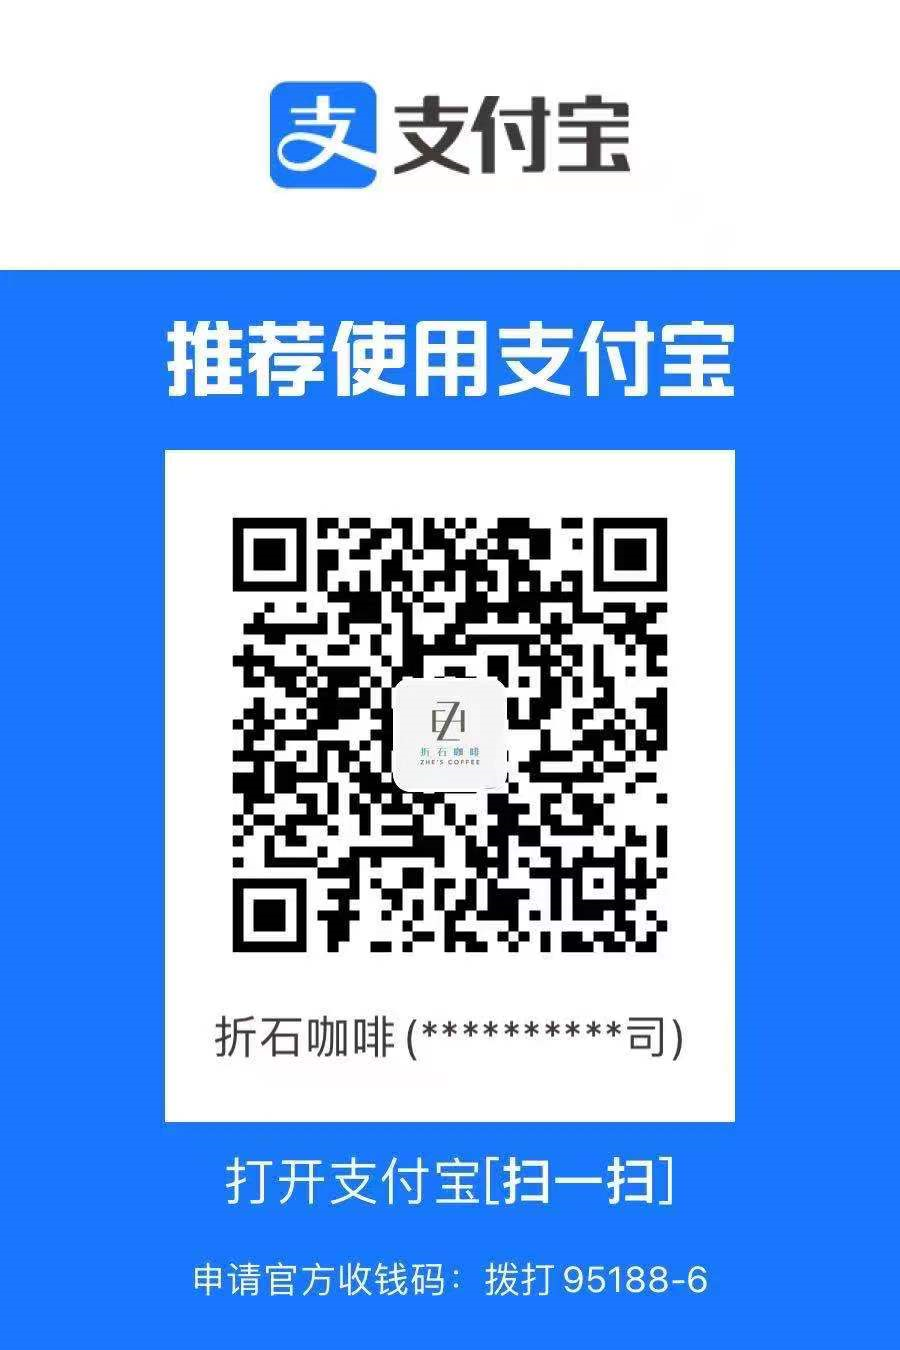 支 支付宝
推荐使用支付宝
折石咖啡
ZHE'S COFFEE
折石咖啡(**********司)
打开支付宝[扫一扫]
申请官方收钱码：拨打 95188-6